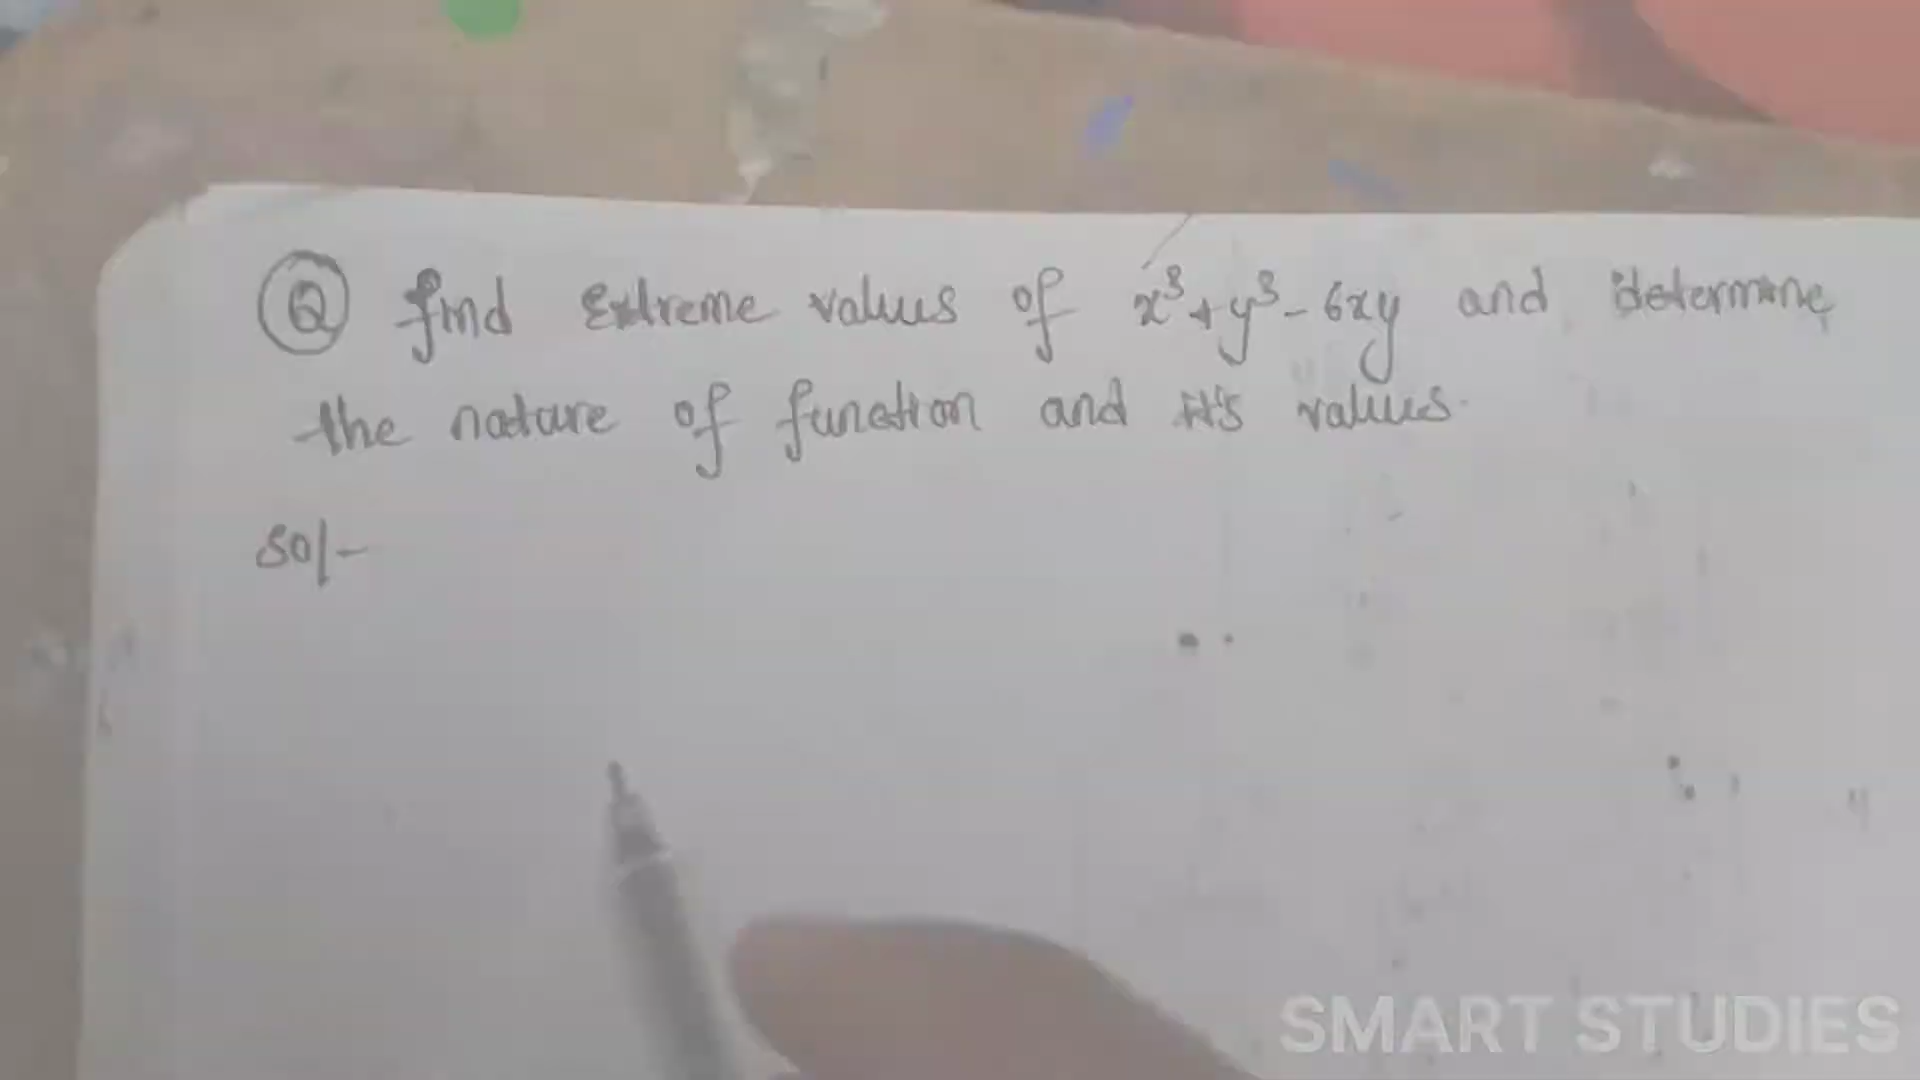 Q find Extreme values of x³+y³-6xy and determine
the nature of function and it's values.
Sol-
SMART STUDIES